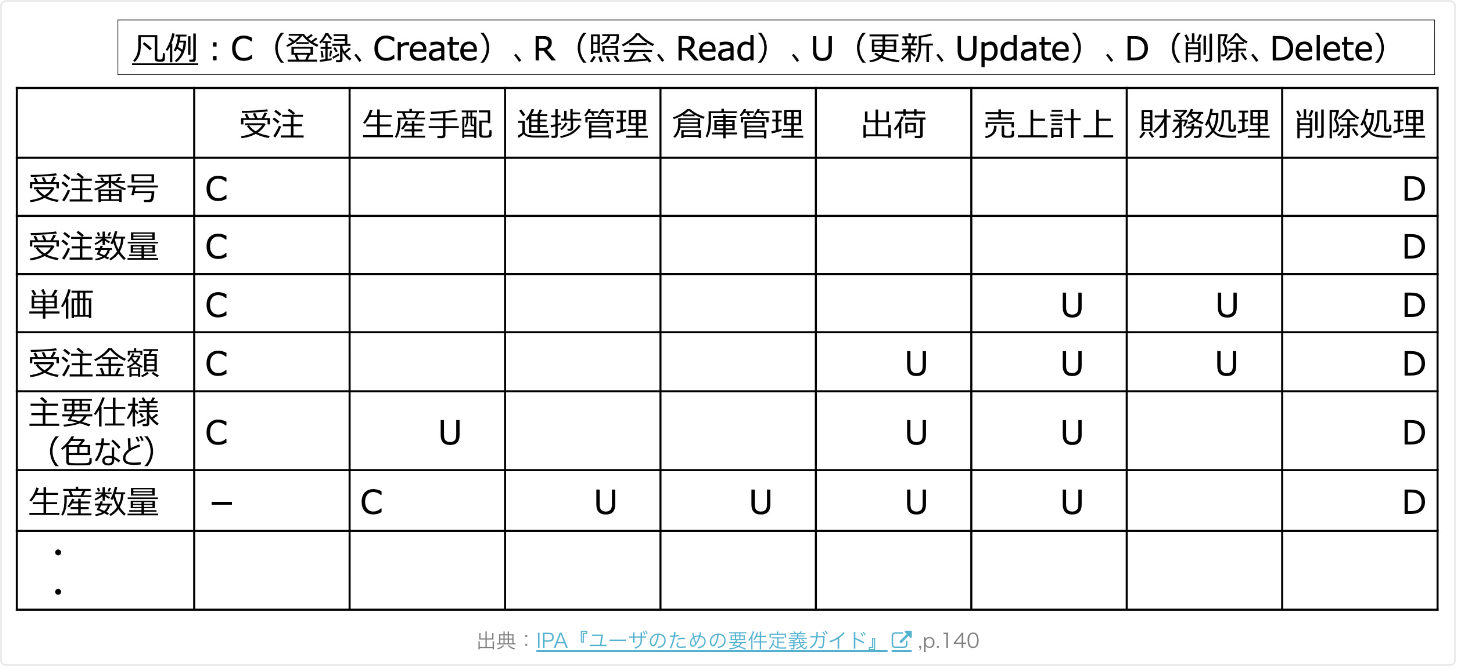 凡例：C（登録、Create）、R（照会、Read）、U（更新、Update）、D（削除、Delete）
受注 生産手配 進捗管理 倉庫管理 出荷 売上計上 財務処理 削除処理
受注番号 C D
受注数量 C D
単価 C U U D
受注金額 C U U U D
主要仕様
（色など） C U U U D
生産数量 － C U U U U D
・
・
出典：IPA『ユーザのための要件定義ガイド』 ,p.140